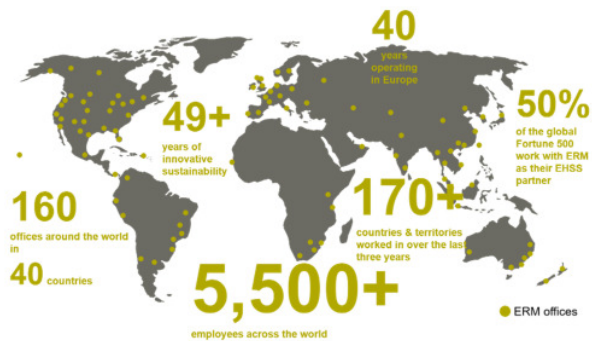 40
years
operating
in Europe
49+
years of
innovative
sustainability
50%
of the global
Fortune 500
work with ERM
as their EHSS
partner
160
offices around the world
in
40 countries
170+
countries & territories
worked in over the last
three years
5,500+
employees across the world
ERM offices